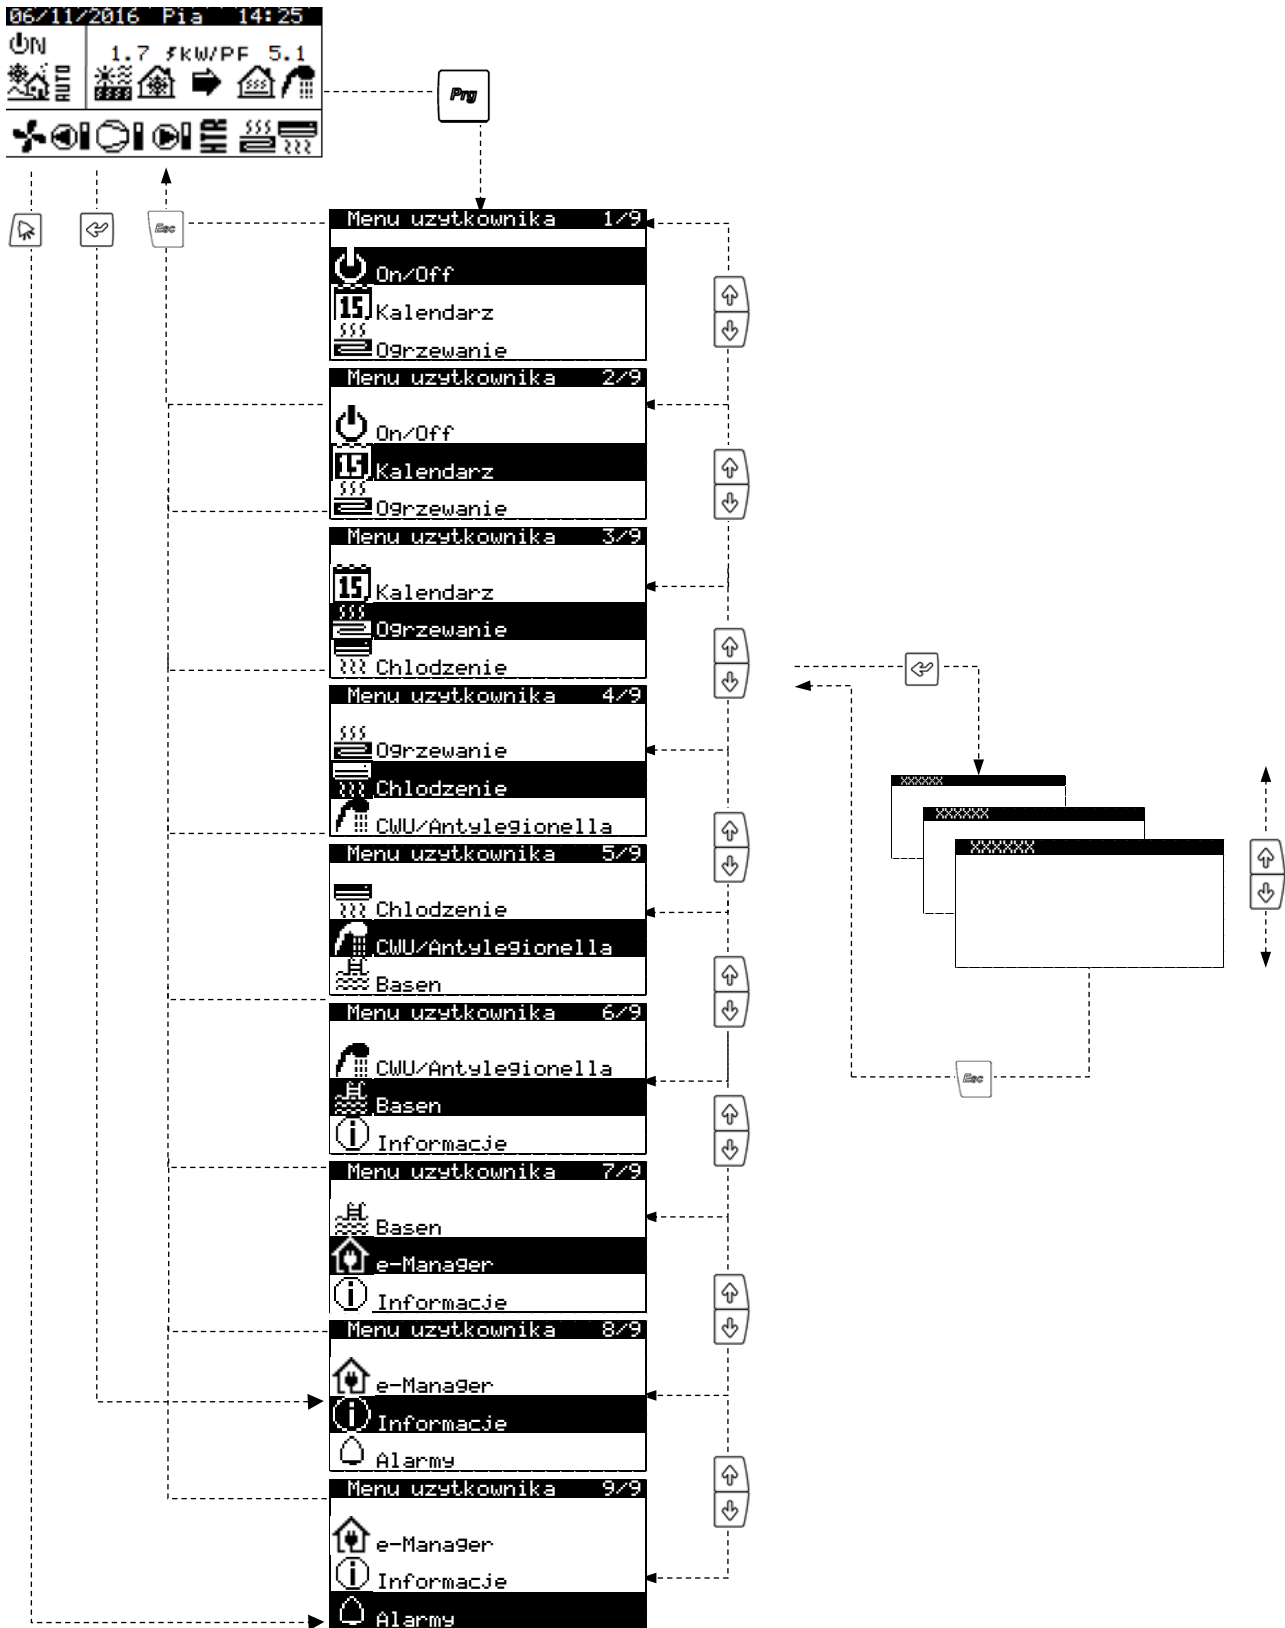 06/11/2016 Pia 14:25
ON
1.7 kW/PF 5.1
AUTO
HTR
Prg
Esc
Menu uzytkownika 1/9
On/Off
15
Kalendarz
Ogrzewanie
Menu uzytkownika 2/9
On/Off
15
Kalendarz
Ogrzewanie
Menu uzytkownika 3/9
15
Kalendarz
Ogrzewanie
Chlodzenie
Menu uzytkownika 4/9
Ogrzewanie
Chlodzenie
CWU/Antylegionella
Menu uzytkownika 5/9
Chlodzenie
CWU/Antylegionella
Basen
Menu uzytkownika 6/9
CWU/Antylegionella
Basen
Informacje
Menu uzytkownika 7/9
Basen
e-Manager
Informacje
Menu uzytkownika 8/9
e-Manager
Informacje
Alarmy
Menu uzytkownika 9/9
e-Manager
Informacje
Alarmy
XXXXXX
XXXXXX
XXXXXX
Esc